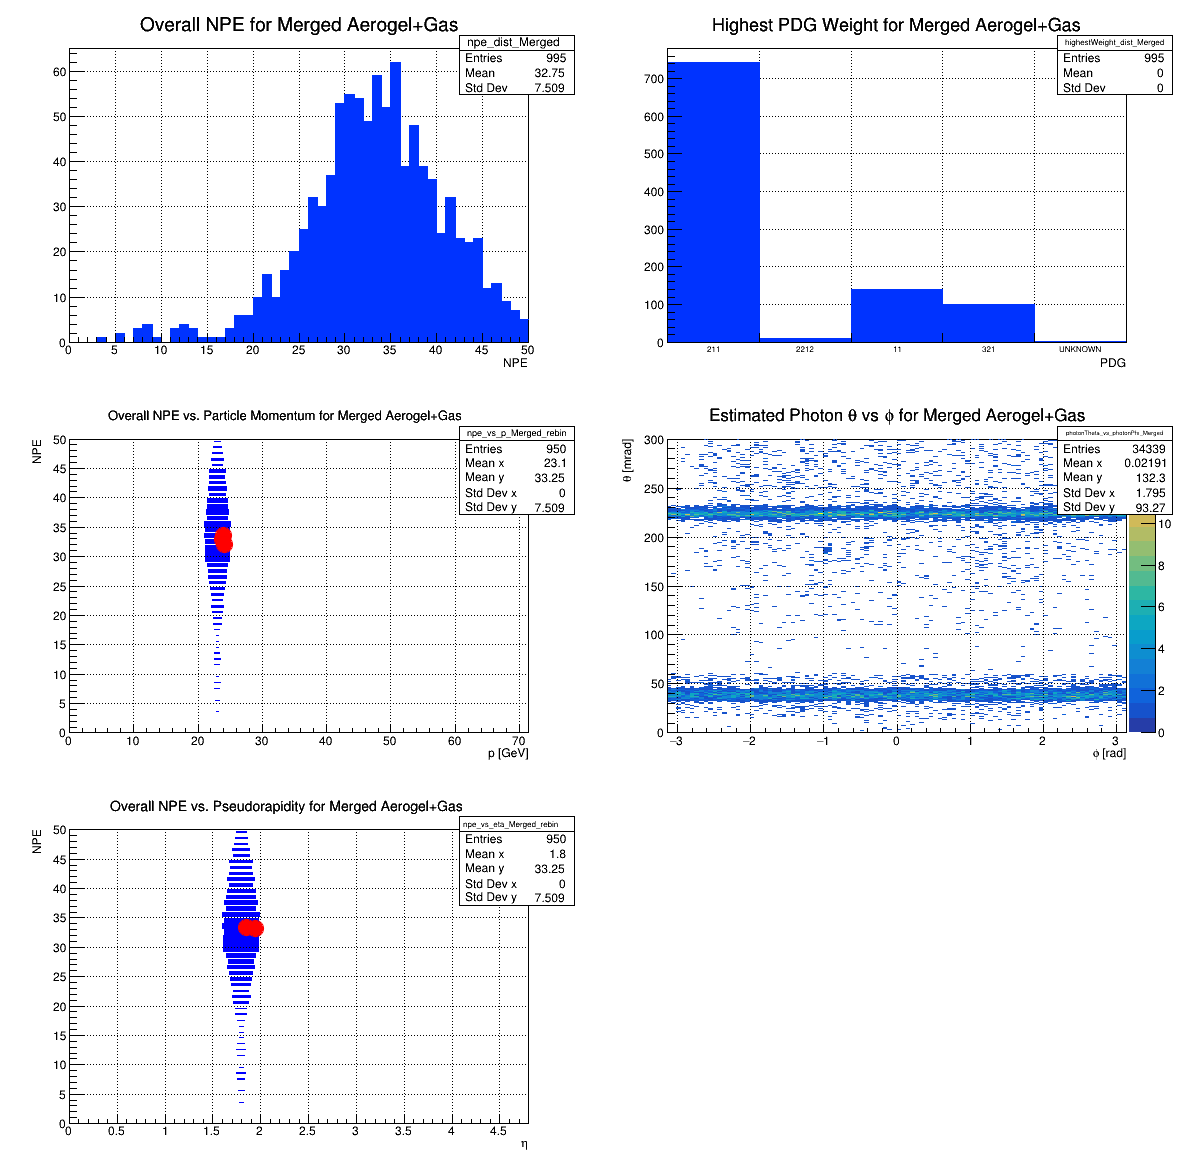 Overall NPE for Merged Aerogel+Gas
npe_dist_Merged
Entries 995
Mean 32.75
Std Dev 7.509
60
50
40
30
20
10
0
0 5 10 15 20 25 30 35 40 45 50
NPE
Highest PDG Weight for Merged Aerogel+Gas
highestWeight_dist_Merged
Entries 995
Mean 0
Std Dev 0
700
600
500
400
300
200
100
0
211 2212 11 321 UNKNOWN
PDG
Overall NPE vs. Particle Momentum for Merged Aerogel+Gas
npe_vs_p_Merged_rebin
Entries 950
Mean x 23.1
Mean y 33.25
Std Dev x 0
Std Dev y 7.509
NPE
50
45
40
35
30
25
20
15
10
5
0
0 10 20 30 40 50 60 70
p [GeV]
Estimated Photon θ vs ϕ for Merged Aerogel+Gas
photonTheta_vs_photonPhi_Merged
Entries 34339
Mean x 0.02191
Mean y 132.3
Std Dev x 1.795
Std Dev y 93.27
θ [mrad]
300
250
200
150
100
50
0
−3 −2 −1 0 1 2 3
ϕ [rad]
10
8
6
4
2
0
Overall NPE vs. Pseudorapidity for Merged Aerogel+Gas
npe_vs_eta_Merged_rebin
Entries 950
Mean x 1.8
Mean y 33.25
Std Dev x 0
Std Dev y 7.509
NPE
50
45
40
35
30
25
20
15
10
5
0
0 0.5 1 1.5 2 2.5 3 3.5 4 4.5
η